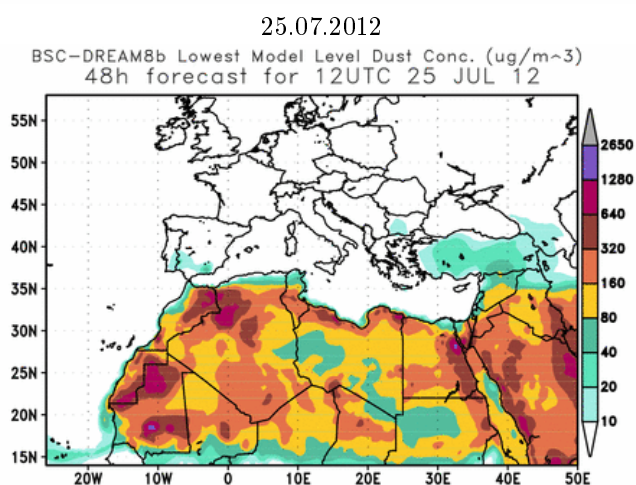 25.07.2012
BSC-DREAM8b Lowest Model Level Dust Conc. (ug/m^3)
48h forecast for 12UTC 25 JUL 12
55N
50N
45N
40N
35N
30N
25N
20N
15N
20W 10W 0 10E 20E 30E 40E 50E
2650
1280
640
320
160
80
40
20
10